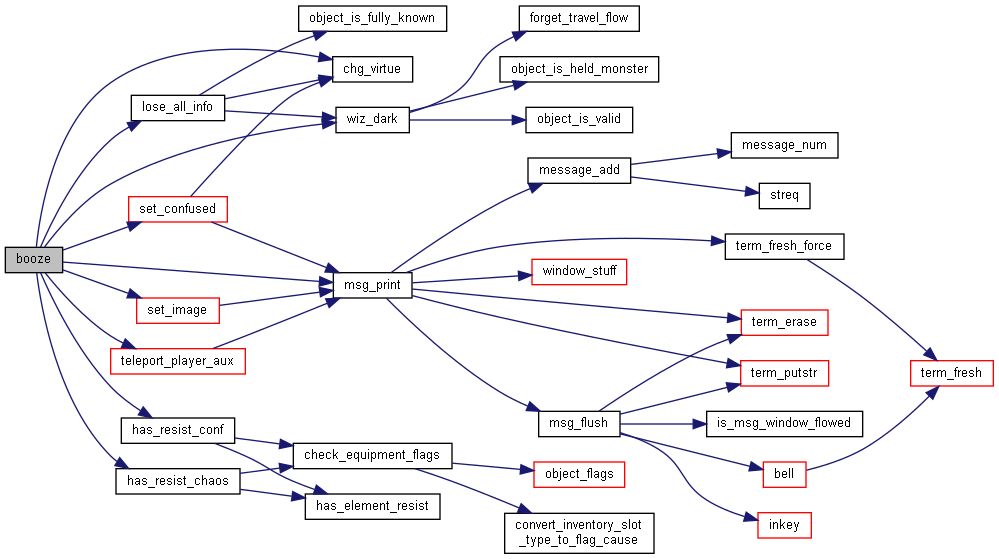 object_is_fully_known
forget_travel_flow
chg_virtue
object_is_held_monster
lose_all_info
wiz_dark
object_is_valid
message_num
message_add
streq
set_confused
term_fresh_force
booze
window_stuff
msg_print
set_image
term_erase
teleport_player_aux
term_putstr
term_fresh
msg_flush
is_msg_window_flowed
has_resist_conf
check_equipment_flags
object_flags
bell
has_resist_chaos
has_element_resist
inkey
convert_inventory_slot
_type_to_flag_cause